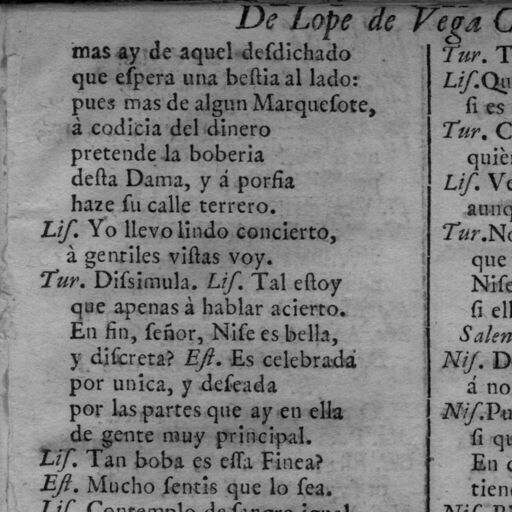 De Lope de Vega C
mas ay de aquel desdichado
que eſpera una beſtia al lado:
pues mas de algun Marqueſote,
à codicia del dinero
pretende la boberia
deſta Dama, y á porfia
haze ſu calle terrero.
Liſ. Yo llevo lindo concierto,
à gentiles viſtas voy.
Tur. Diſsimula. Liſ. Tal eſtoy
que apenas à hablar acierto.
En fin, ſeñor, Niſe es bella,
y diſcreta? Eſt. Es celebrada
por unica, y deſeada
por las partes que ay en ella
de gente muy principal.
Liſ. Tan boba es eſſa Finea?
Eſt. Mucho ſentis que lo ſea.
Liſ. Contemplo de ſangre igual
Tur. T
Liſ. Qu
ſi es
Tur. C
quiè
Liſ. Ve
aunq
Tur. No
que
Niſe
ſi ell
Salen
Niſ. D
á no
Niſ. Pu
ſi qu
En c
tien
Niſ.